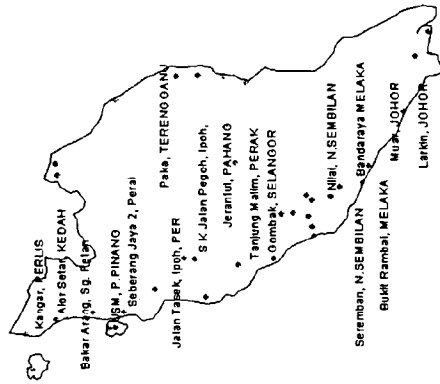 Kangar, PERLIS
Alor Setar, KEDAH
Bakar Arang, Sg. Petani
USM, P.PINANG
Seberang Jaya 2, Perai
Paka, TERENGGANU
Jalan Tasek, Ipoh, PER
S K Jalan Pegoh, Ipoh,
Jerantut, PAHANG
Tanjung Malim, PERAK
Gombak, SELANGOR
Nilai, N.SEMBILAN
Seremban, N.SEMBILAN
Bandaraya MELAKA
Bukit Rambai, MELAKA
Muar, JOHOR
Larkin, JOHOR